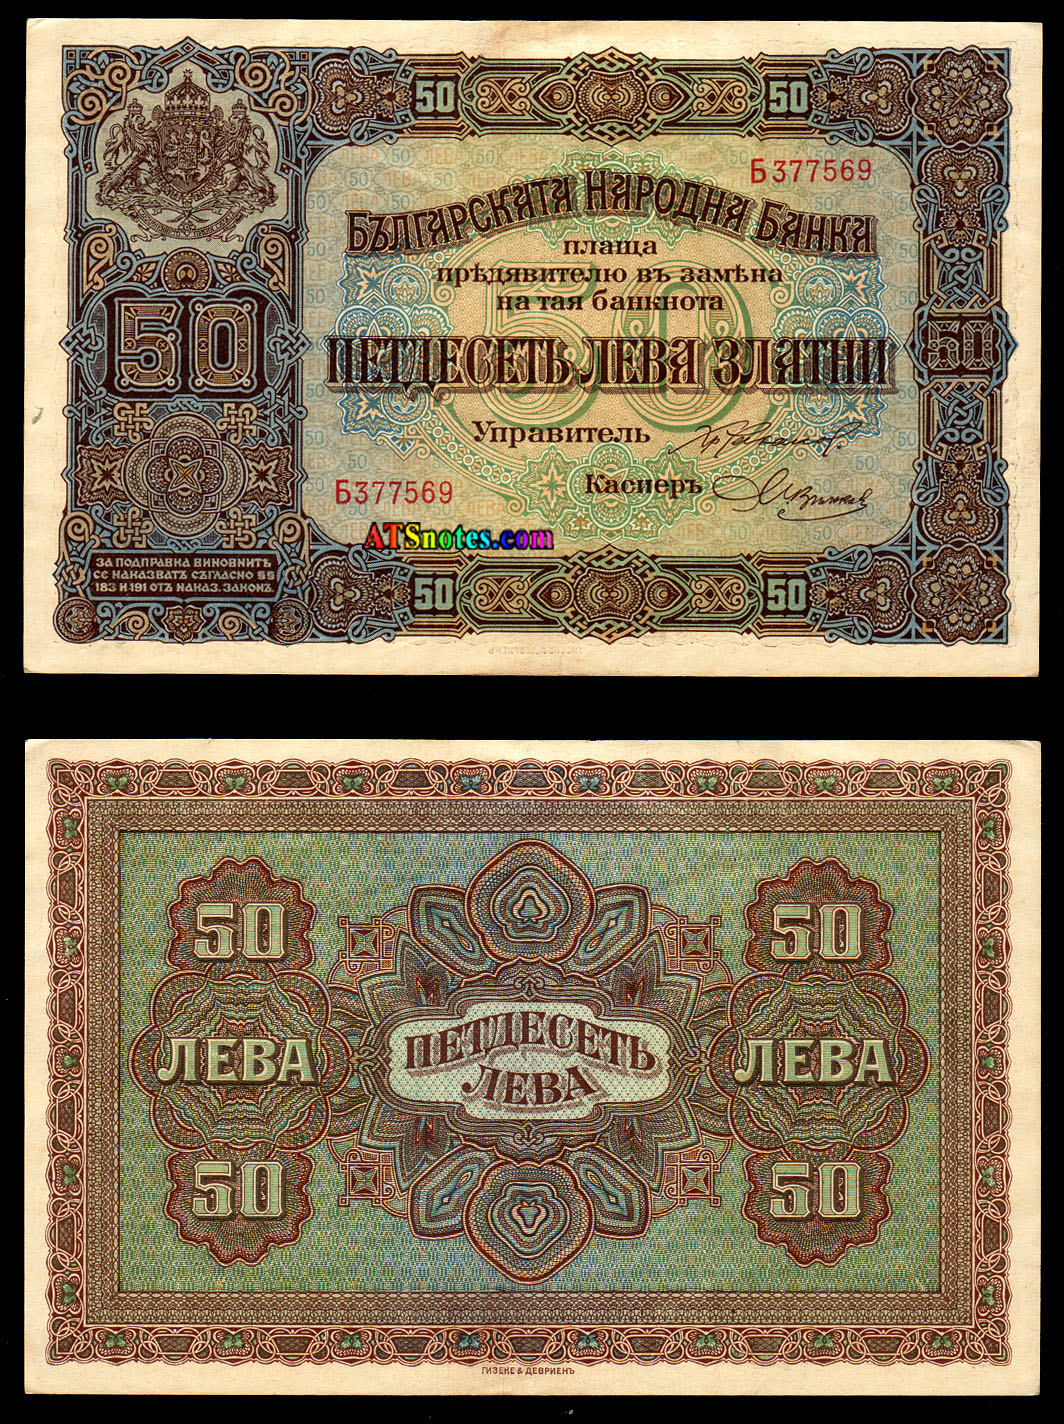 50
50
Б377569
БЪЛГАРСКАТА НАРОДНА БАНКА
плаща
прѣдявителю въ замѣна
на тая банкнота
50
ПЕТДЕСЕТЬ ЛЕВА ЗЛАТНИ
50
50
Управитель
Касиеръ
Б377569
ATSnotes.com
ЗА ПОДПРАВКА ВИНОВНИТѢ
СЕ НАКАЗВАТЪ СЪГЛАСНО §§
183 И 191 ОТЪ НАКАЗ. ЗАКОНЪ
50
50
50
50
ПЕТДЕСЕТЬ
ЛЕВА
ЛЕВА
ЛЕВА
50
50
ГИЗЕКЕ & ДЕВРИЕНЪ